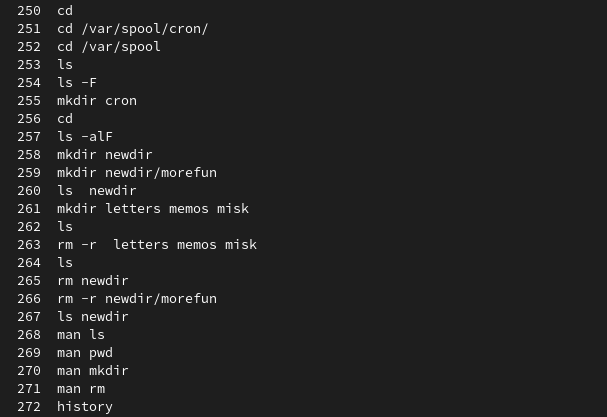 250 cd
251 cd /var/spool/cron/
252 cd /var/spool
253 ls
254 ls -F
255 mkdir cron
256 cd
257 ls -alF
258 mkdir newdir
259 mkdir newdir/morefun
260 ls  newdir
261 mkdir letters memos misk
262 ls
263 rm -r  letters memos misk
264 ls
265 rm newdir
266 rm -r newdir/morefun
267 ls newdir
268 man ls
269 man pwd
270 man mkdir
271 man rm
272 history